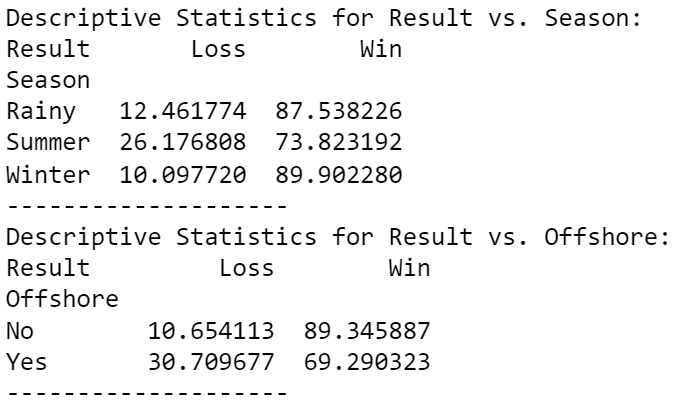 Descriptive Statistics for Result vs. Season:
Result       Loss        Win
Season
Rainy   12.461774  87.538226
Summer  26.176808  73.823192
Winter  10.097720  89.902280
--------------------
Descriptive Statistics for Result vs. Offshore:
Result         Loss        Win
Offshore
No        10.654113  89.345887
Yes       30.709677  69.290323
--------------------